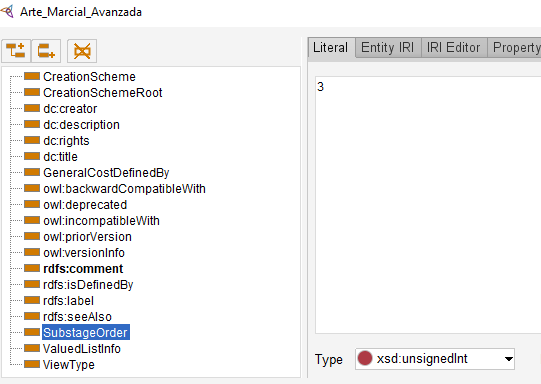 Arte_Marcial_Avanzada
CreationScheme
CreationSchemeRoot
dc:creator
dc:description
dc:rights
dc:title
GeneralCostDefinedBy
owl:backwardCompatibleWith
owl:deprecated
owl:incompatibleWith
owl:priorVersion
owl:versionInfo
rdfs:comment
rdfs:isDefinedBy
rdfs:label
rdfs:seeAlso
SubstageOrder
ValuedListInfo
ViewType
Literal Entity IRI IRI Editor Property
3
Type xsd:unsignedInt